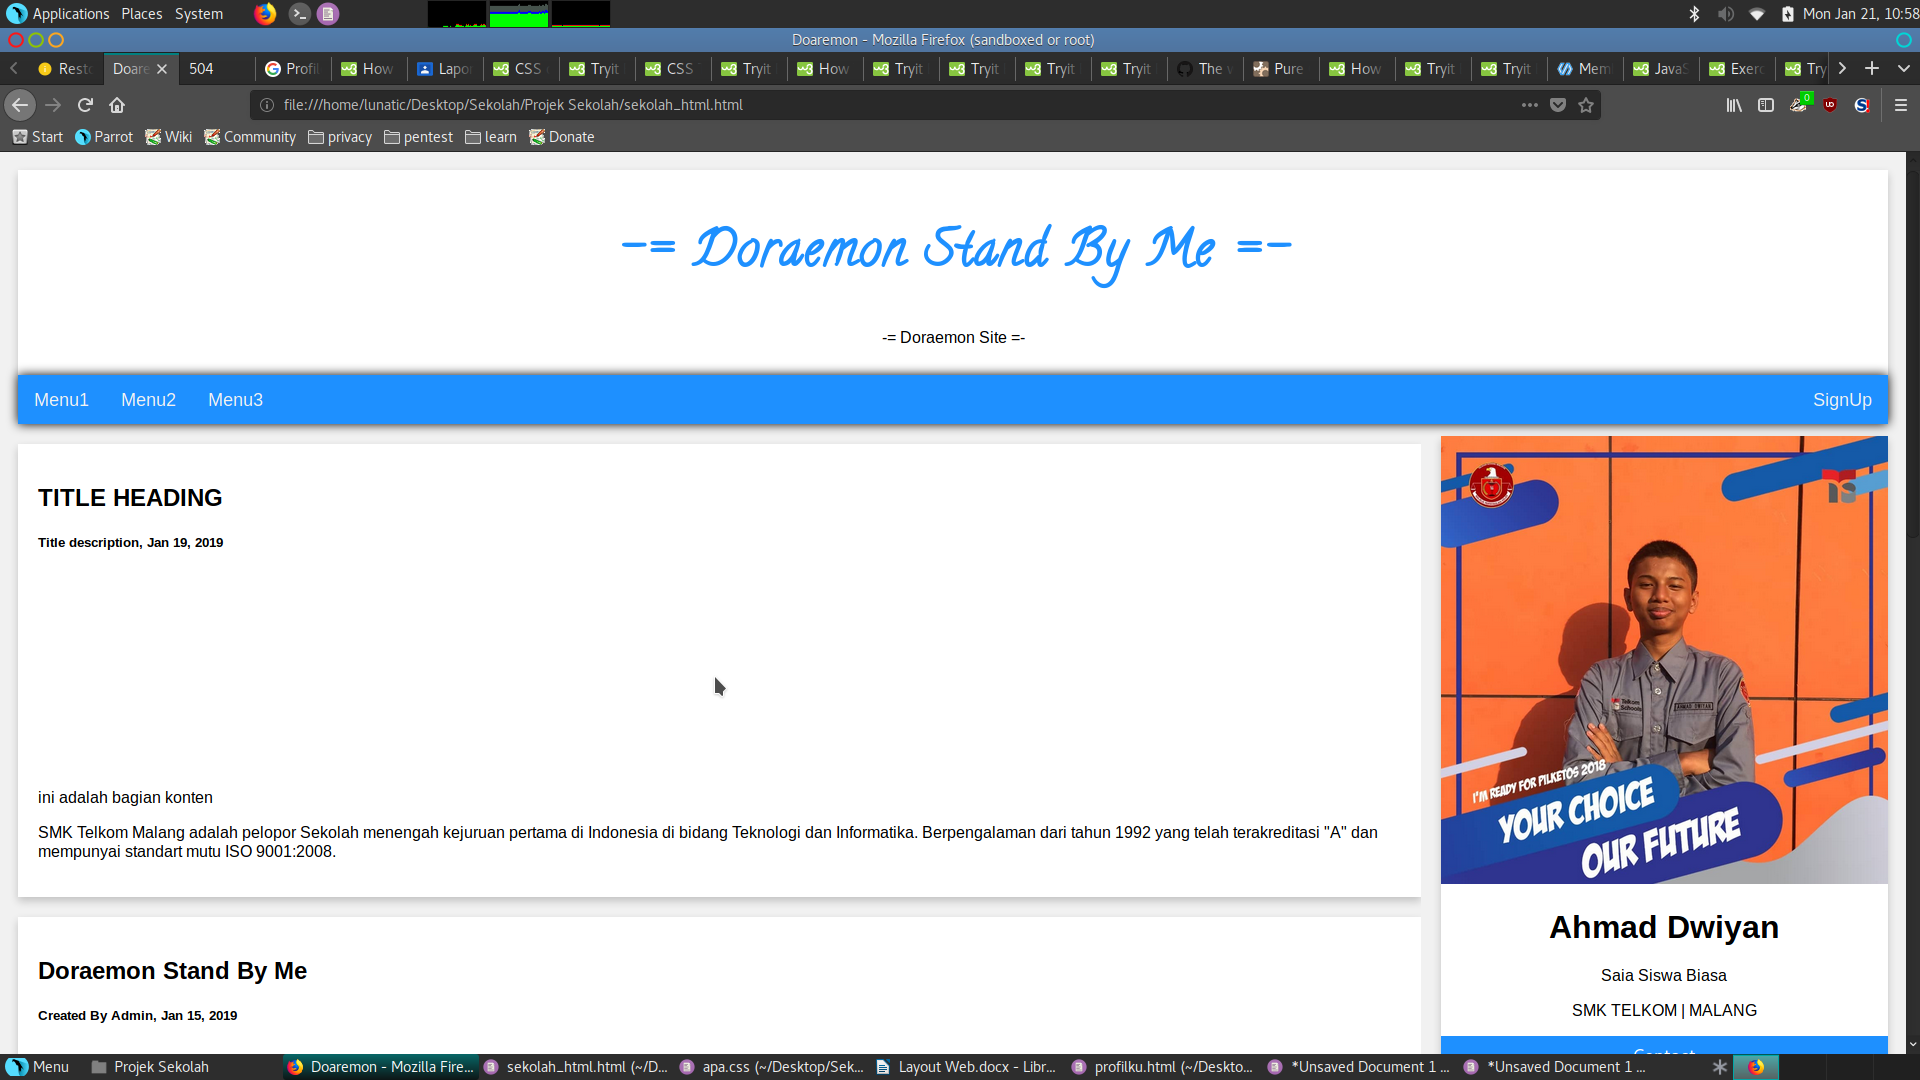 Applications Places System
Mon Jan 21, 10:58
Doaremon - Mozilla Firefox (sandboxed or root)
Resto Doare 504 Profil How Lapo CSS Tryit CSS Tryit How Tryit Tryit Tryit Tryit The v Pure How Tryit Tryit Mem JavaS Exerc Try
file:///home/lunatic/Desktop/Sekolah/Projek Sekolah/sekolah_html.html
0
Start Parrot Wiki Community privacy pentest learn Donate
-= Doraemon Stand By Me =-
-= Doraemon Site =-
Menu1 Menu2 Menu3 SignUp
TITLE HEADING
Title description, Jan 19, 2019
ini adalah bagian konten
SMK Telkom Malang adalah pelopor Sekolah menengah kejuruan pertama di Indonesia di bidang Teknologi dan Informatika. Berpengalaman dari tahun 1992 yang telah terakreditasi "A" dan
mempunyai standart mutu ISO 9001:2008.
Doraemon Stand By Me
Created By Admin, Jan 15, 2019
Telkom
Schools
AHMAD DWIYAN
I'M READY FOR PILKETOS 2018
YOUR CHOICE
OUR FUTURE
Ahmad Dwiyan
Saia Siswa Biasa
SMK TELKOM | MALANG
Contact
Menu Projek Sekolah Doaremon - Mozilla Fire... sekolah_html.html (~/D... apa.css (~/Desktop/Sek... Layout Web.docx - Libr... profilku.html (~/Deskto... *Unsaved Document 1 ... *Unsaved Document 1 ...